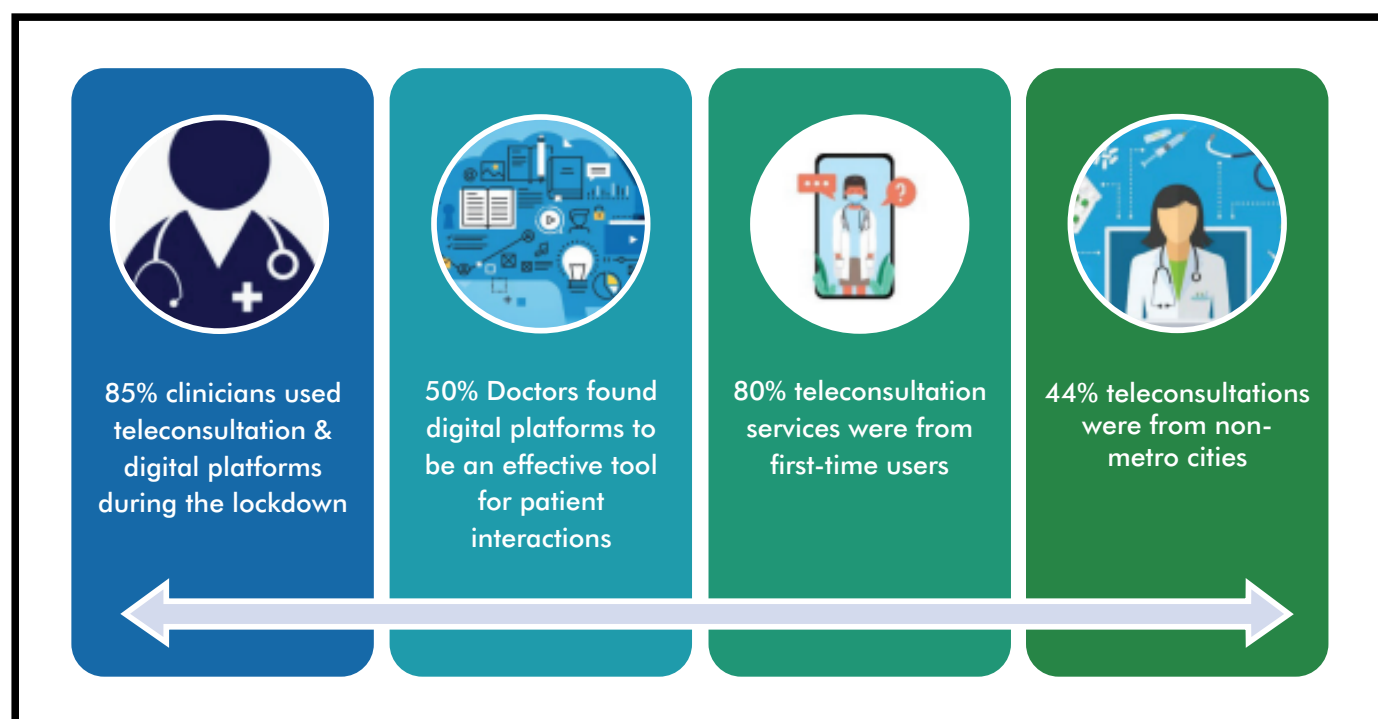 85% clinicians used
teleconsultation &
digital platforms
during the lockdown
50% Doctors found
digital platforms to
be an effective tool
for patient
interactions
80% teleconsultation
services were from
first-time users
44% teleconsultations
were from non-
metro cities